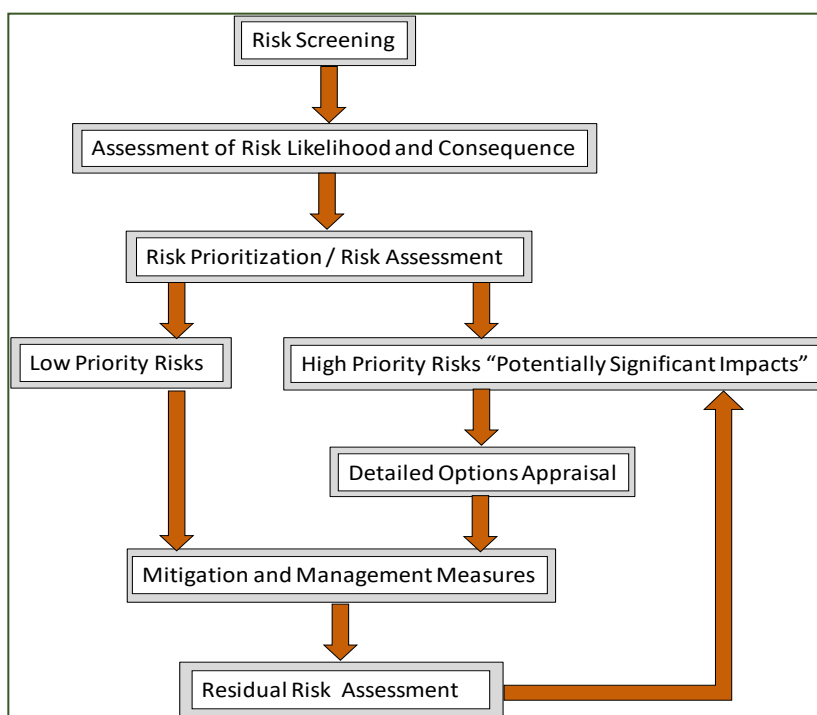 Risk Screening
Assessment of Risk Likelihood and Consequence
Risk Prioritization / Risk Assessment
Low Priority Risks
High Priority Risks “Potentially Significant Impacts”
Detailed Options Appraisal
Mitigation and Management Measures
Residual Risk Assessment